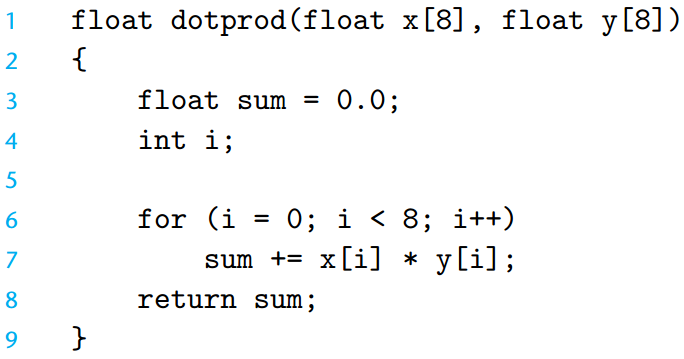 1 float dotprod(float x[8], float y[8])
2 {
3     float sum = 0.0;
4     int i;
5
6     for (i = 0; i < 8; i++)
7         sum += x[i] * y[i];
8     return sum;
9 }